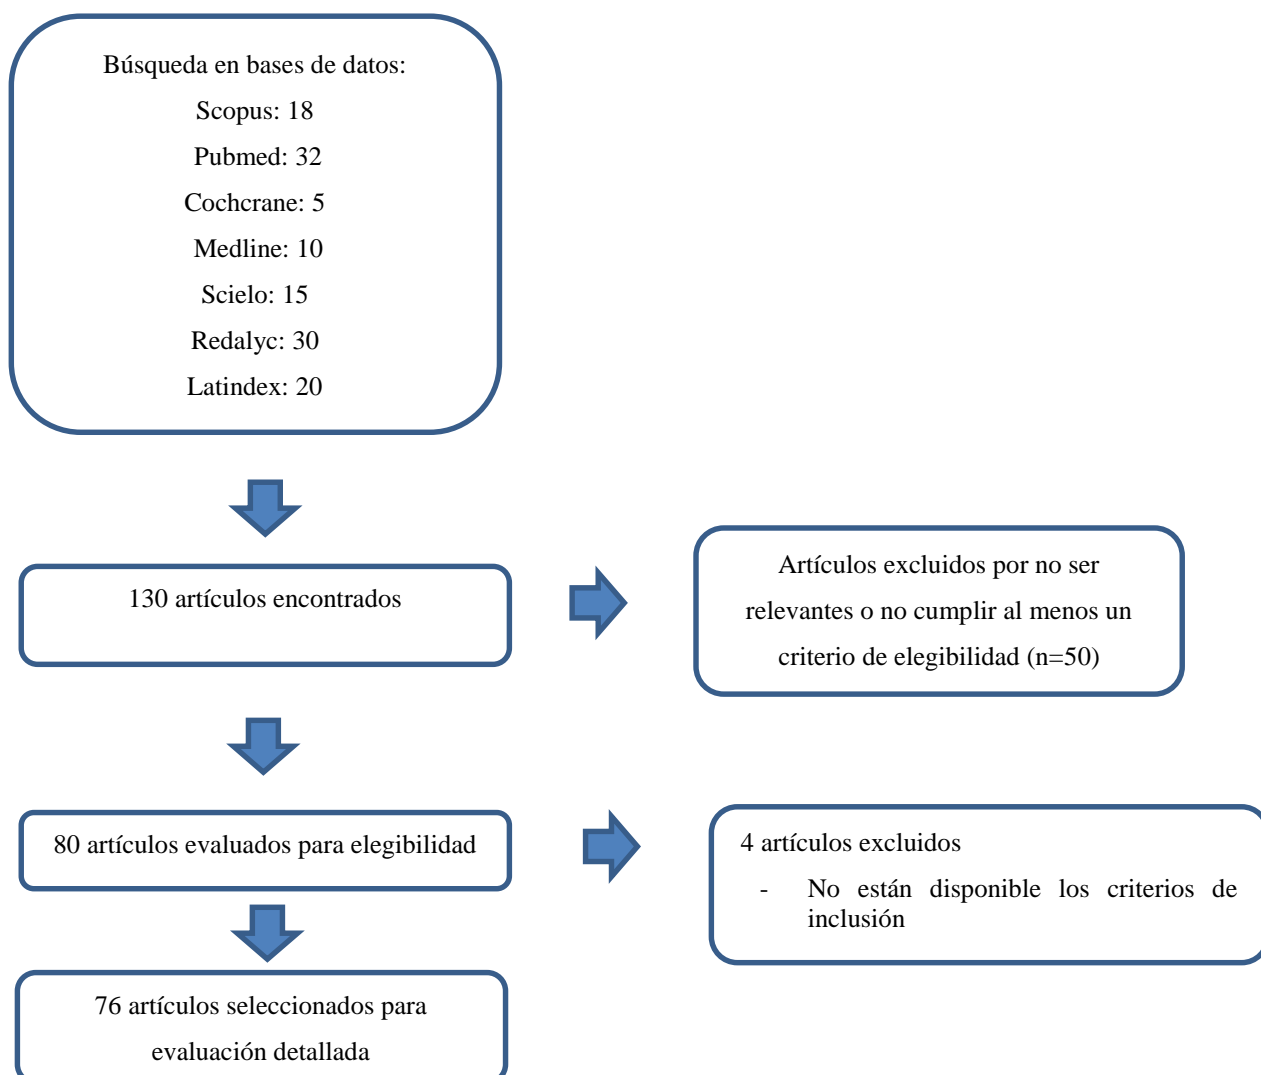 Búsqueda en bases de datos:
Scopus: 18
Pubmed: 32
Cochcrane: 5
Medline: 10
Scielo: 15
Redalyc: 30
Latindex: 20
130 artículos encontrados
Artículos excluidos por no ser
relevantes o no cumplir al menos un
criterio de elegibilidad (n=50)
80 artículos evaluados para elegibilidad
4 artículos excluidos
- No están disponible los criterios de
inclusión
76 artículos seleccionados para
evaluación detallada